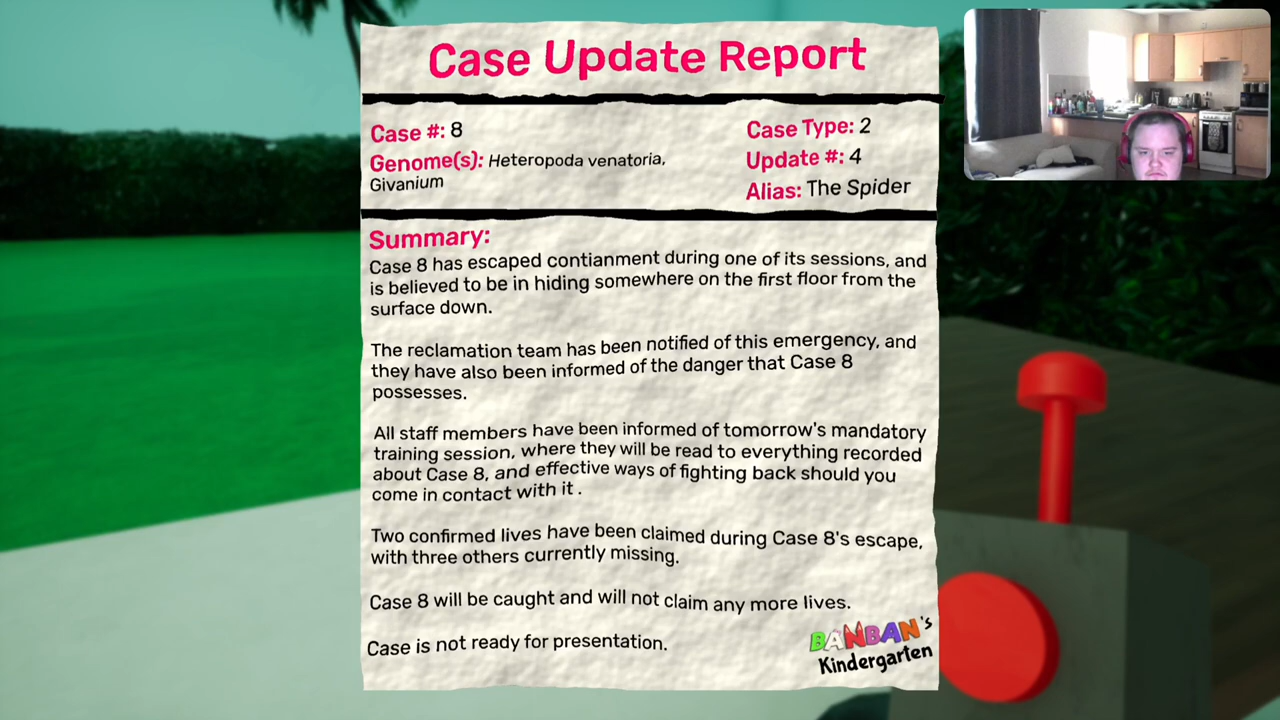 Case Update Report
Case #: 8
Case Type: 2
Genome(s): Heteropoda venatoria,
Givanium
Update #: 4
Alias: The Spider
Summary:
Case 8 has escaped contianment during one of its sessions, and
is believed to be in hiding somewhere on the first floor from the
surface down.
The reclamation team has been notified of this emergency, and
they have also been informed of the danger that Case 8
possesses.
All staff members have been informed of tomorrow's mandatory
training session, where they will be read to everything recorded
about Case 8, and effective ways of fighting back should you
come in contact with it .
Two confirmed lives have been claimed during Case 8's escape,
with three others currently missing.
Case 8 will be caught and will not claim any more lives.
Case is not ready for presentation.
BANBAN's
Kindergarten